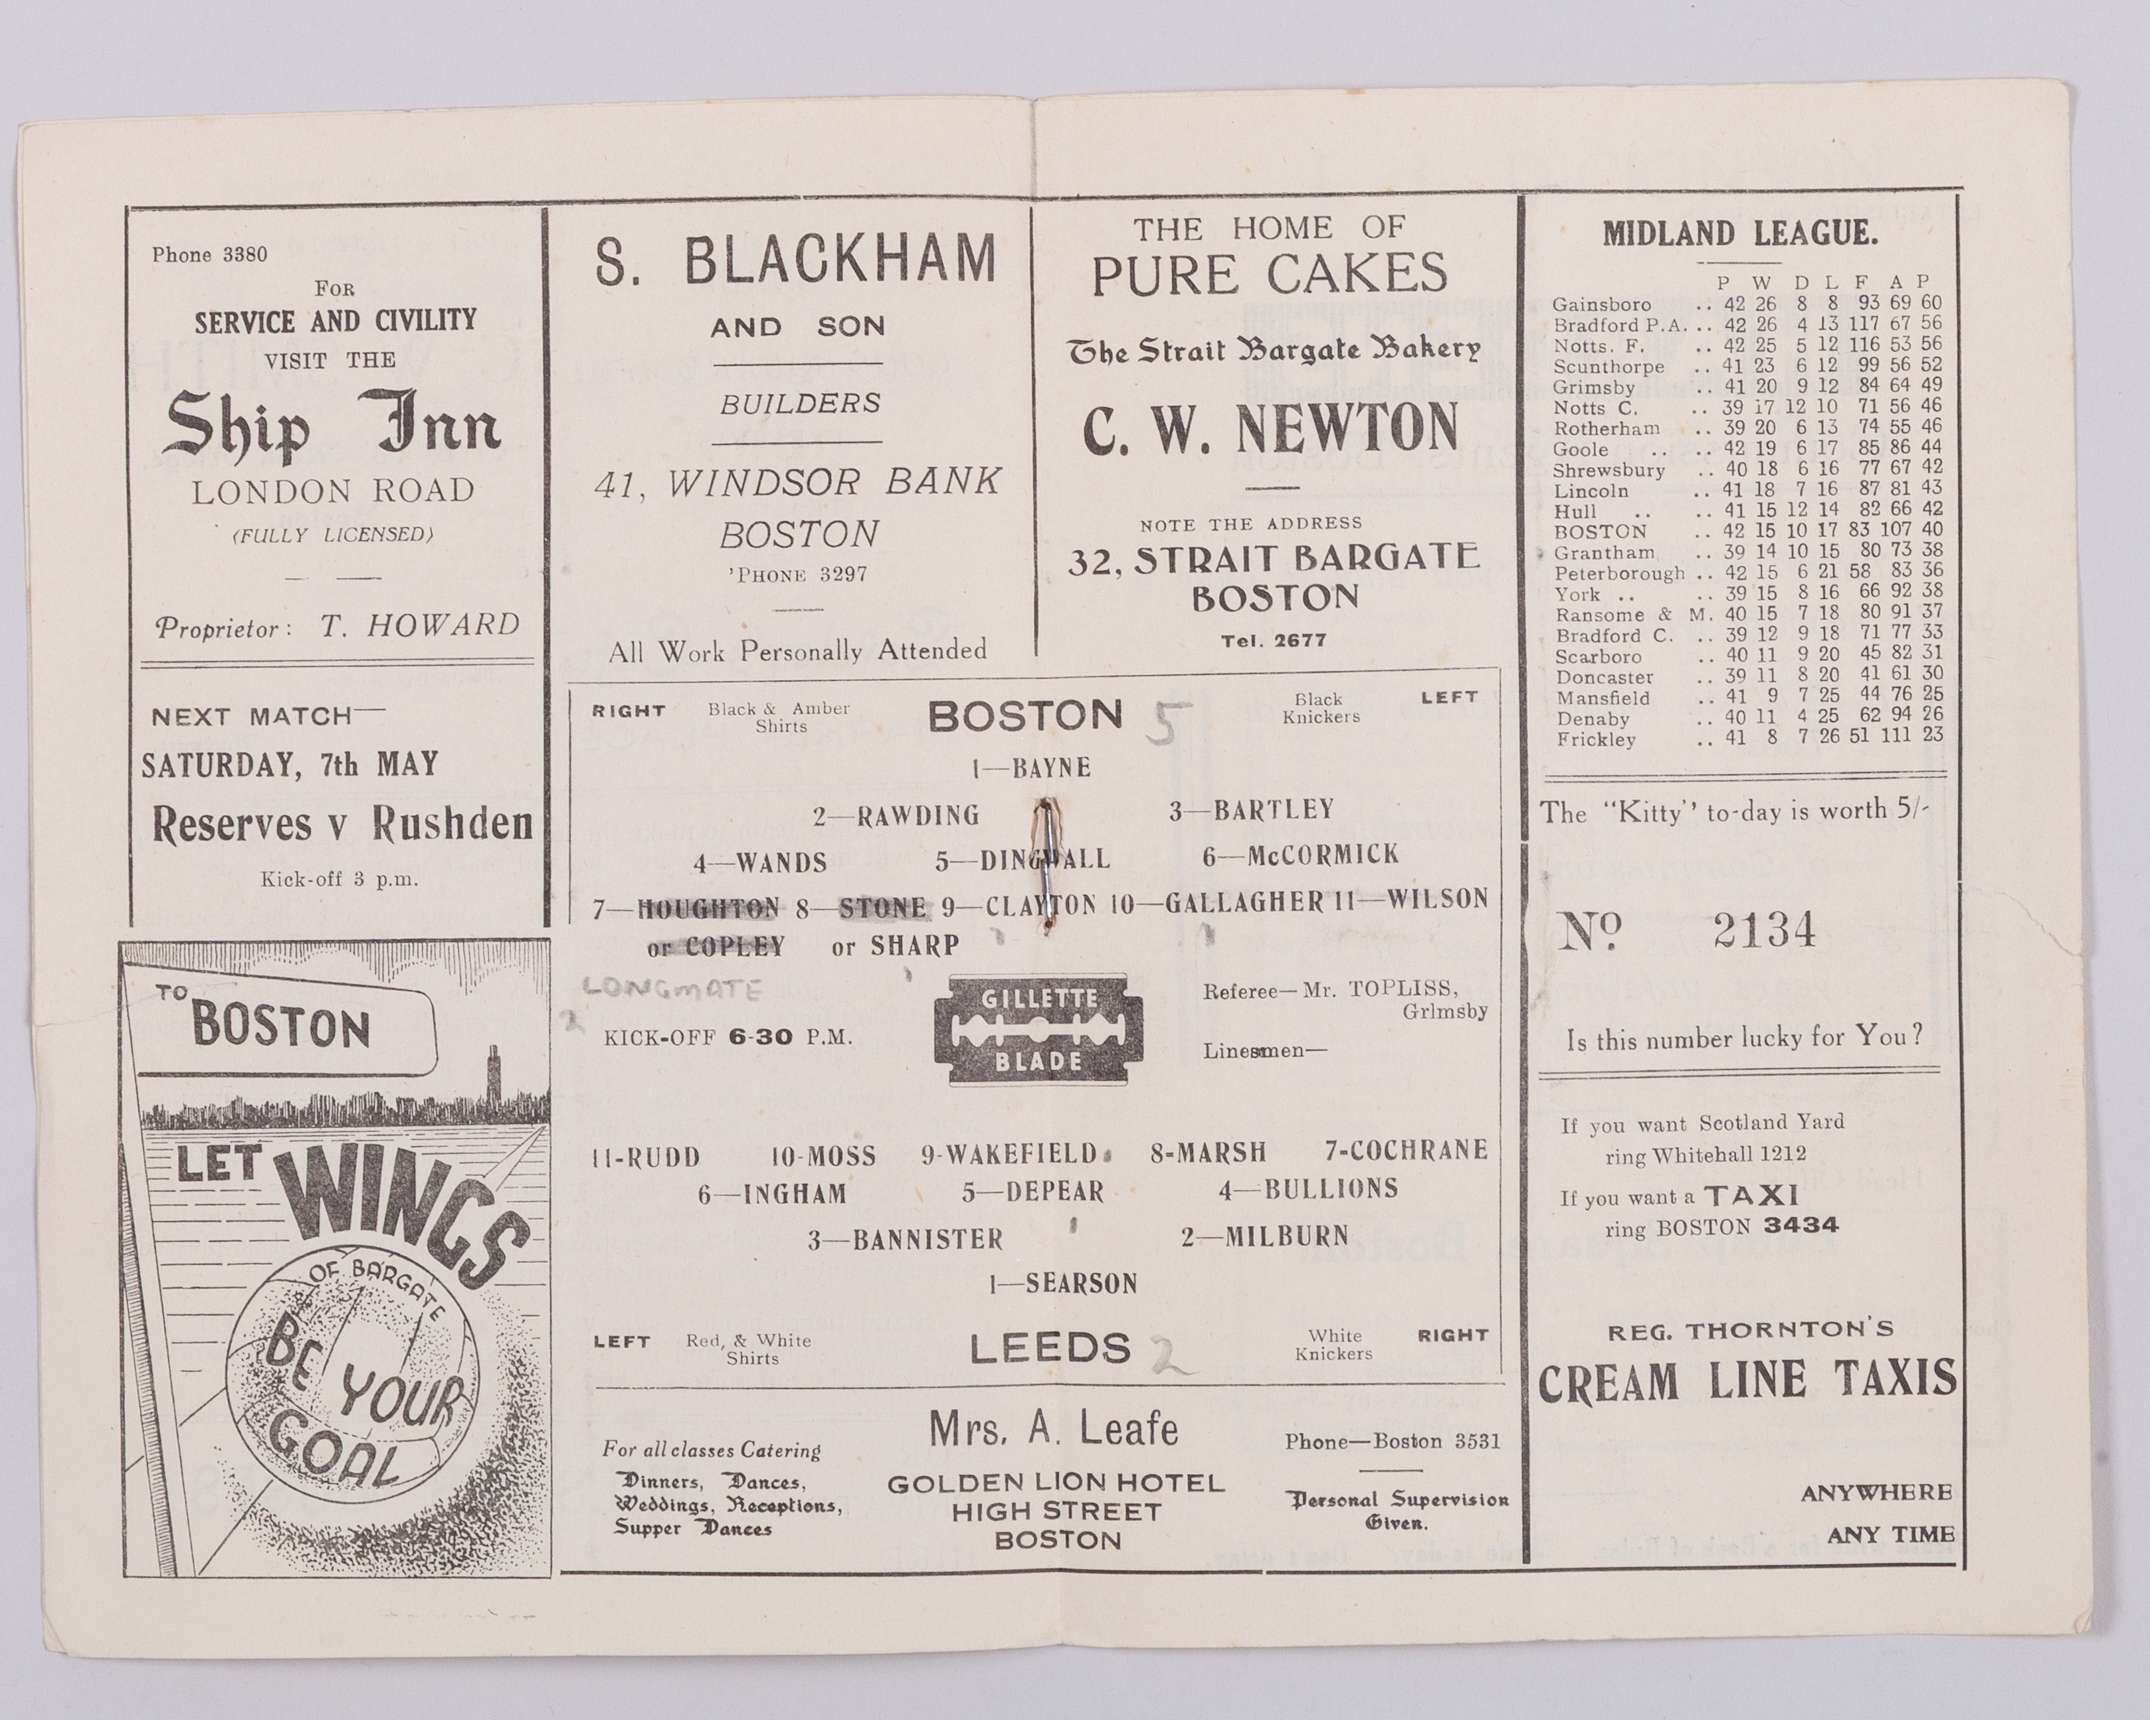 Phone 3380
FOR
SERVICE AND CIVILITY
VISIT THE
Ship Inn
LONDON ROAD
(FULLY LICENSED)
Proprietor: T. HOWARD
NEXT MATCH—
SATURDAY, 7th MAY
Reserves v Rushden
Kick-off 3 p.m.
TO
BOSTON
LET WINGS
OF BARGATE
BE YOUR
GOAL
S. BLACKHAM
AND SON
BUILDERS
41, WINDSOR BANK
BOSTON
'PHONE 3297
All Work Personally Attended
THE HOME OF
PURE CAKES
The Strait Bargate Bakery
C. W. NEWTON
NOTE THE ADDRESS
32, STRAIT BARGATE
BOSTON
Tel. 2677
RIGHT Black & Amber Shirts BOSTON 5 Black Knickers LEFT
1—BAYNE
2—RAWDING 3—BARTLEY
4—WANDS 5—DINGWALL 6—McCORMICK
7—HOUGHTON 8—STONE 9—CLAYTON 10—GALLAGHER 11—WILSON
or COPLEY or SHARP
LONGMATE
2
KICK-OFF 6-30 P.M.
GILLETTE
BLADE
Referee—Mr. TOPLISS,
Grlmsby
Linesmen—
11-RUDD 10-MOSS 9-WAKEFIELD 8-MARSH 7-COCHRANE
6—INGHAM 5—DEPEAR 4—BULLIONS
3—BANNISTER 2—MILBURN
1—SEARSON
LEFT Red, & White Shirts LEEDS 2 White Knickers RIGHT
For all classes Catering
Dinners, Dances,
Weddings, Receptions,
Supper Dances
Mrs. A. Leafe
GOLDEN LION HOTEL
HIGH STREET
BOSTON
Phone—Boston 3531
Personal Supervision
Given.
MIDLAND LEAGUE.
P W D L F A P
Gainsboro .. 42 26 8 8 93 69 60
Bradford P.A. .. 42 26 4 13 117 67 56
Notts. F. .. 42 25 5 12 116 53 56
Scunthorpe .. 41 23 6 12 99 56 52
Grimsby .. 41 20 9 12 84 64 49
Notts C. .. 39 17 12 10 71 56 46
Rotherham .. 39 20 6 13 74 55 46
Goole .. .. 42 19 6 17 85 86 44
Shrewsbury .. 40 18 6 16 77 67 42
Lincoln .. 41 18 7 16 87 81 43
Hull .. .. 41 15 12 14 82 66 42
BOSTON .. 42 15 10 17 83 107 40
Grantham .. 39 14 10 15 80 73 38
Peterborough .. 42 15 6 21 58 83 36
York .. .. 39 15 8 16 66 92 38
Ransome & M. 40 15 7 18 80 91 37
Bradford C. .. 39 12 9 18 71 77 33
Scarboro .. 40 11 9 20 45 82 31
Doncaster .. 39 11 8 20 41 61 30
Mansfield .. 41 9 7 25 44 76 25
Denaby .. 40 11 4 25 62 94 26
Frickley .. 41 8 7 26 51 111 23
The "Kitty" to-day is worth 5/-
No. 2134
Is this number lucky for You?
If you want Scotland Yard
ring Whitehall 1212
If you want a TAXI
ring BOSTON 3434
REG. THORNTON'S
CREAM LINE TAXIS
ANYWHERE
ANY TIME